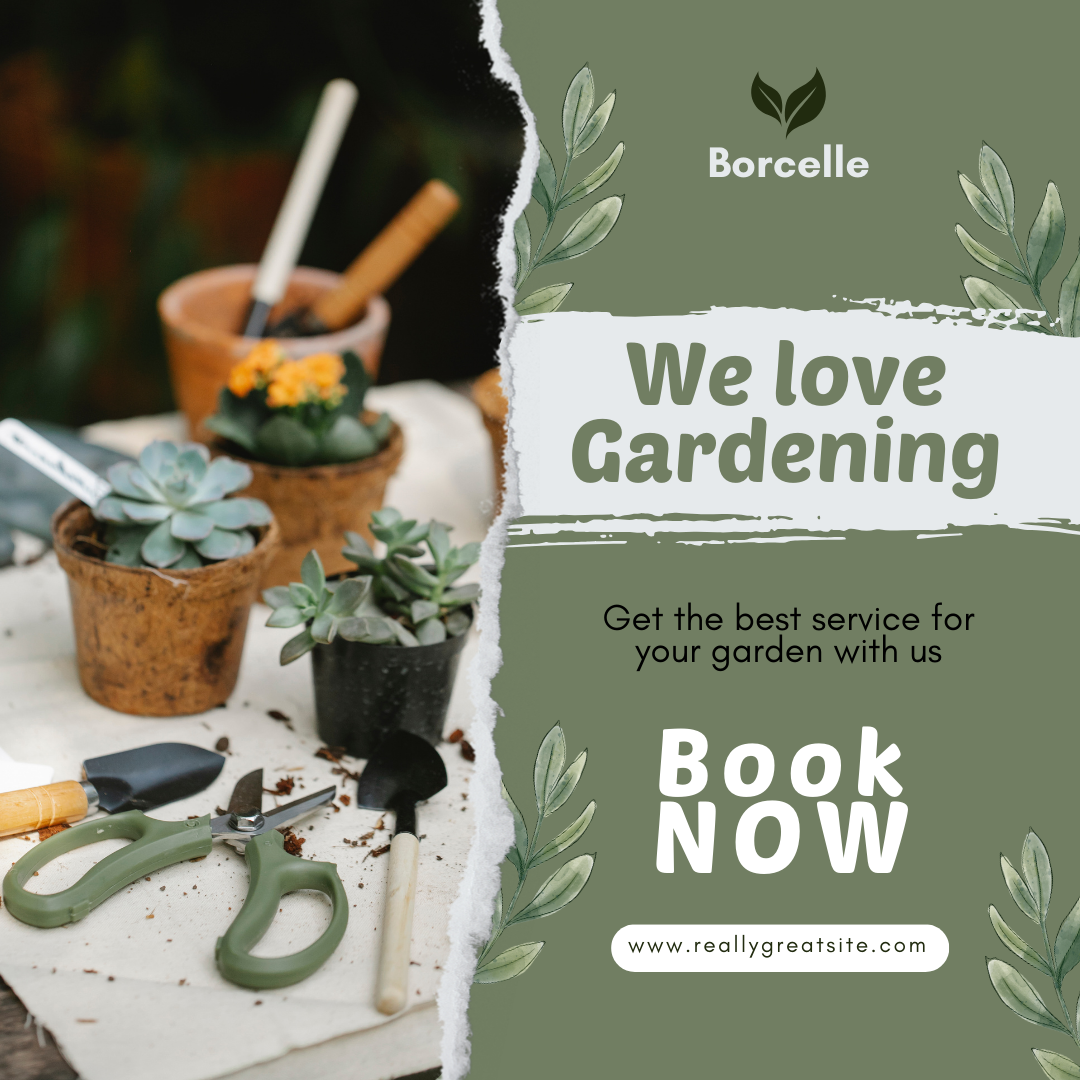 Borcelle
We love
Gardening
Get the best service for
your garden with us
Book
NOW
www.reallygreatsite.com